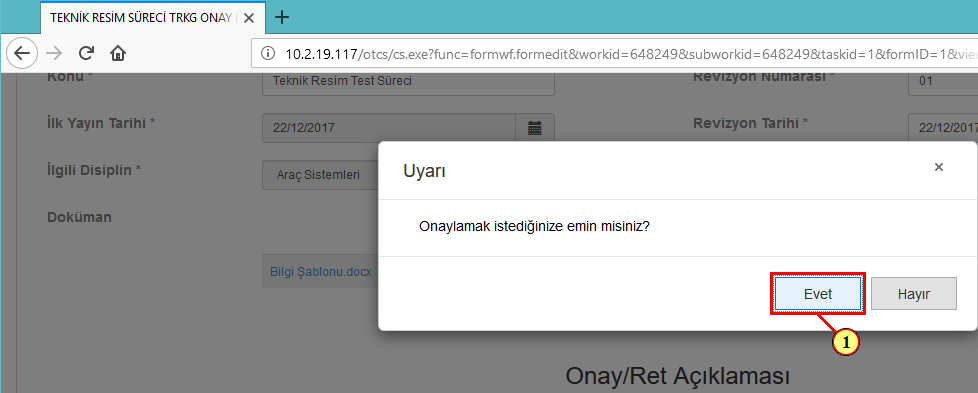 TEKNİK RESİM SÜRECİ TRKG ONAY
10.2.19.117/otcs/cs.exe?func=formwf.formedit&workid=648249&subworkid=648249&taskid=1&formID=1&vie
Konu *
Teknik Resim Test Süreci
Revizyon Numarası *
01
İlk Yayın Tarihi *
22/12/2017
Revizyon Tarihi *
22/12/2017
İlgili Disiplin *
Araç Sistemleri
Uyarı
×
Doküman
Onaylamak istediğinize emin misiniz?
Bilgi Şablonu.docx
Evet
Hayır
1
Onay/Ret Açıklaması